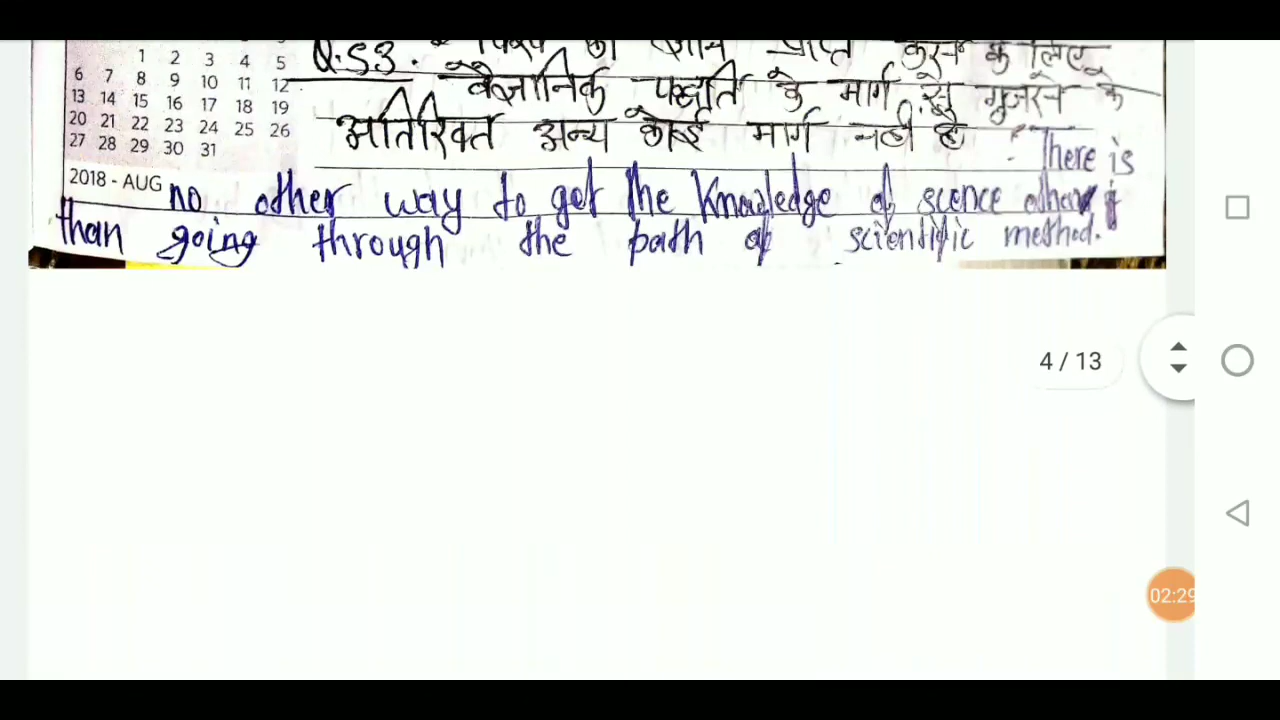 1 2 3 4 5
6 7 8 9 10 11 12
13 14 15 16 17 18 19
20 21 22 23 24 25 26
27 28 29 30 31
2018 - AUG
Q.53. विश्व का ज्ञान प्राप्त करने के लिए
वैज्ञानिक पद्धति के मार्ग से गुजरने के
अतिरिक्त अन्य कोई मार्ग नही है
There is
no other way to get the knowledge of science other
than going through the path of scientific method.
4 / 13
02:29